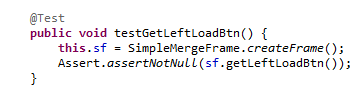 @Test
public void testGetLeftLoadBtn() {
    this.sf = SimpleMergeFrame.createFrame();
    Assert.assertNotNull(sf.getLeftLoadBtn());
}